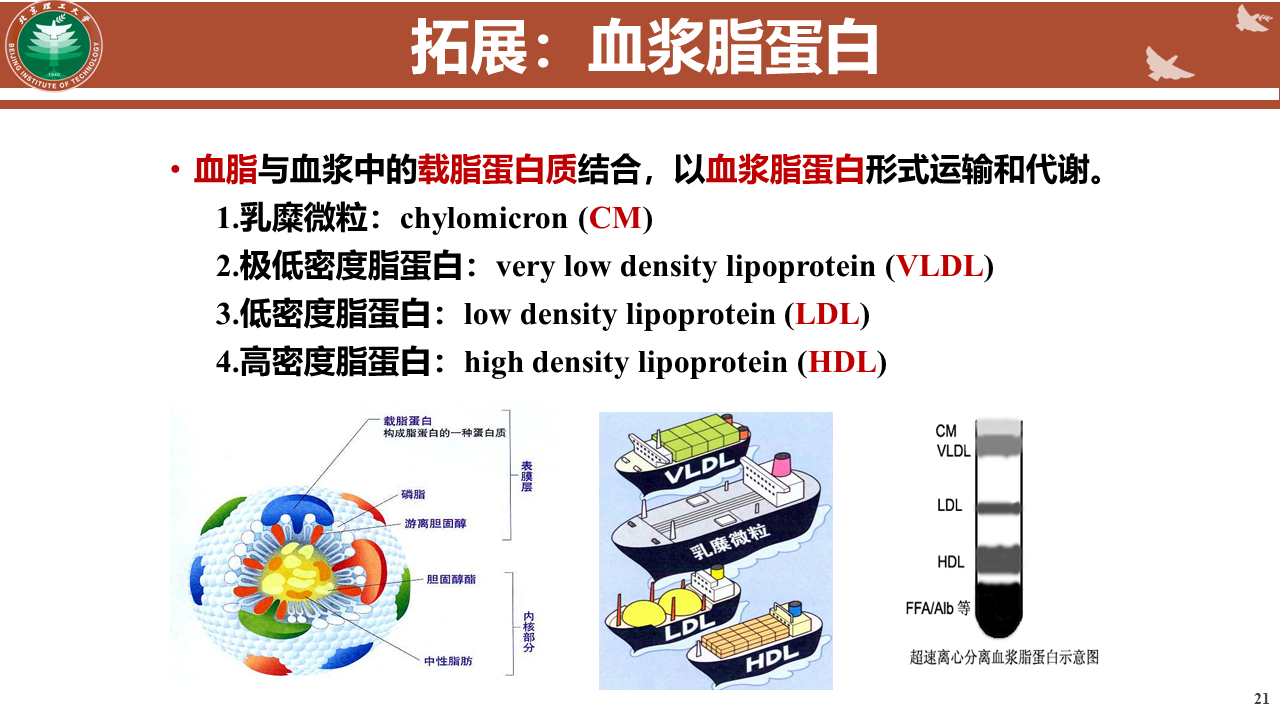 北京理工大学
BEIJING INSTITUTE OF TECHNOLOGY
1940
拓展：血浆脂蛋白
• 血脂与血浆中的载脂蛋白质结合，以血浆脂蛋白形式运输和代谢。
1.乳糜微粒：chylomicron (CM)
2.极低密度脂蛋白：very low density lipoprotein (VLDL)
3.低密度脂蛋白：low density lipoprotein (LDL)
4.高密度脂蛋白：high density lipoprotein (HDL)
载脂蛋白
构成脂蛋白的一种蛋白质
表膜层
磷脂
游离胆固醇
胆固醇酯
内核部分
中性脂肪
VLDL
乳糜微粒
LDL
HDL
CM
VLDL
LDL
HDL
FFA/Alb 等
超速离心分离血浆脂蛋白示意图
21